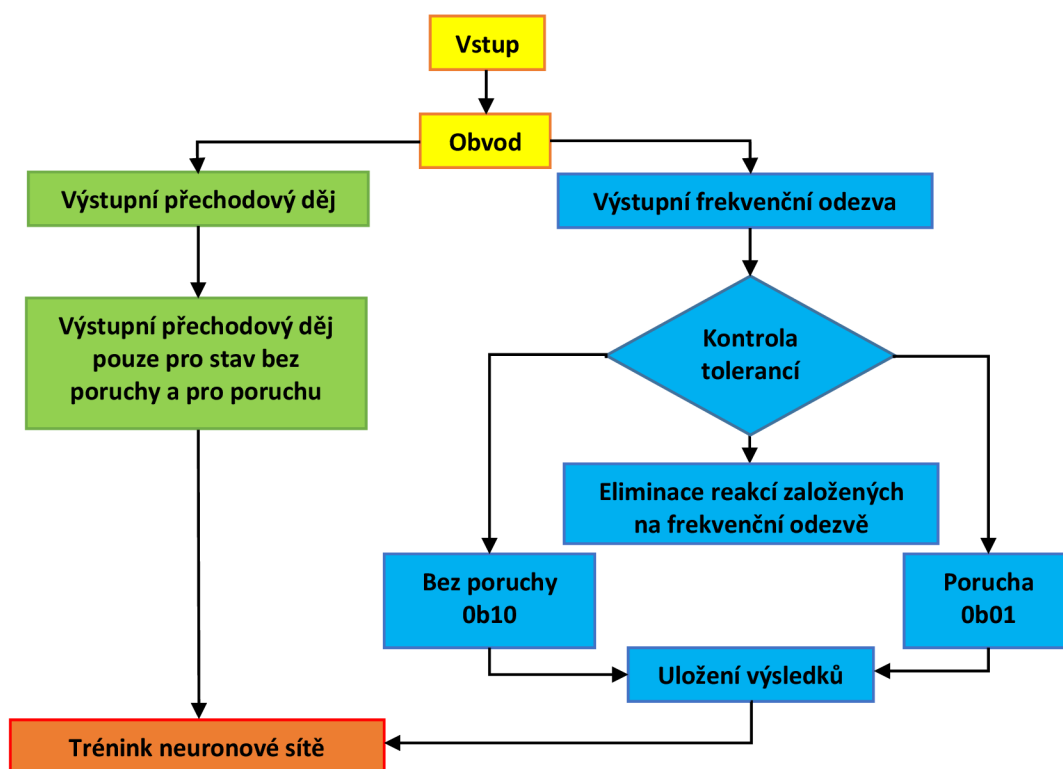 Vstup
Obvod
Výstupní přechodový děj
Výstupní frekvenční odezva
Výstupní přechodový děj
pouze pro stav bez
poruchy a pro poruchu
Kontrola
tolerancí
Eliminace reakcí založených
na frekvenční odezvě
Bez poruchy
0b10
Porucha
0b01
Uložení výsledků
Trénink neuronové sítě